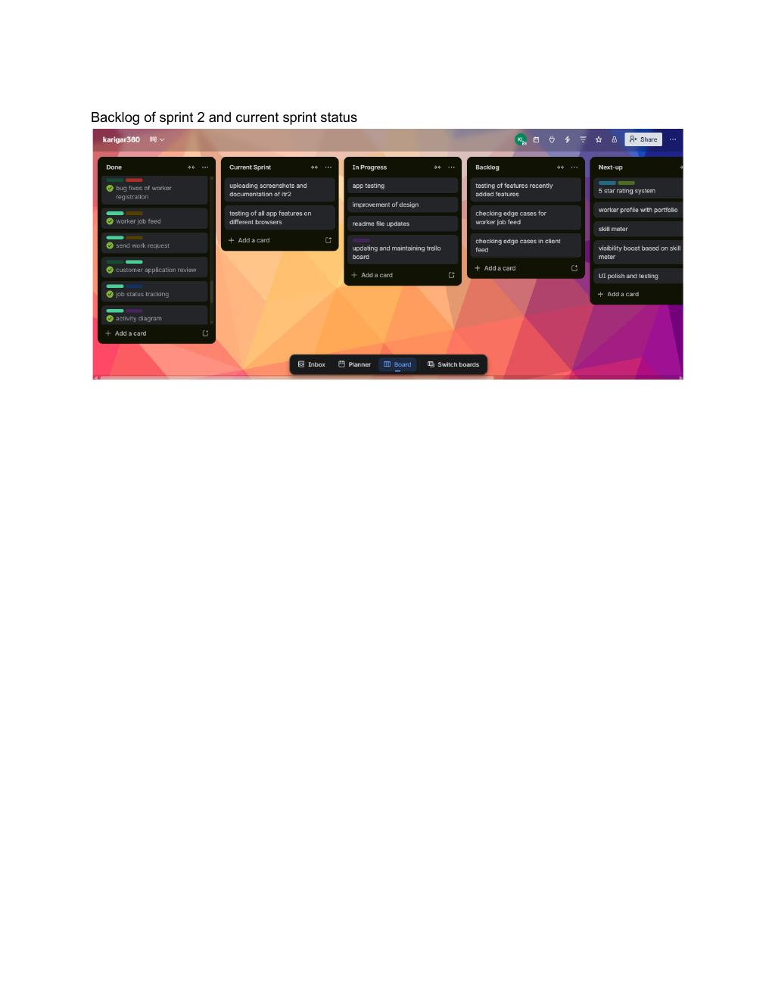 Backlog of sprint 2 and current sprint status
karigar360
Share
Done
bug fixes of worker
registration
worker job feed
send work request
customer application review
job status tracking
activity diagram
Add a card
Current Sprint
uploading screenshots and
documentation of itr2
testing of all app features on
different browsers
Add a card
In Progress
app testing
improvement of design
readme file updates
updating and maintaining trello
board
Add a card
Backlog
testing of features recently
added features
checking edge cases for
worker job feed
checking edge cases in client
feed
Add a card
Next-up
5 star rating system
worker profile with portfolio
skill meter
visibility boost based on skill
meter
UI polish and testing
Add a card
Inbox
Planner
Board
Switch boards